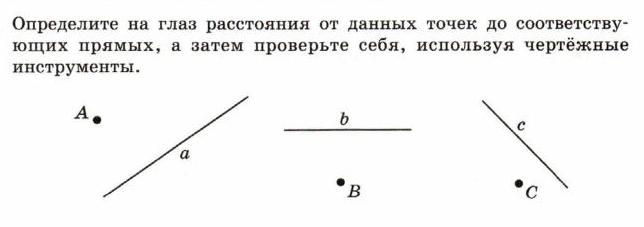 Определите на глаз расстояния от данных точек до соответству-
ющих прямых, а затем проверьте себя, используя чертёжные
инструменты.
A
a
b
B
c
C